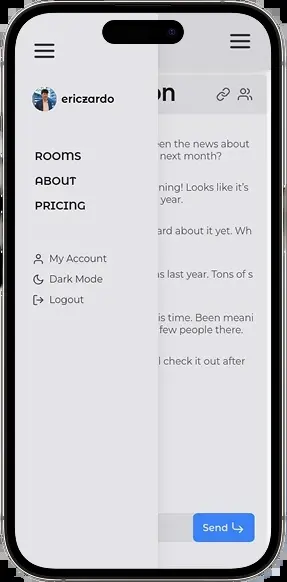 ericzardo
on
ROOMS
ABOUT
PRICING
My Account
Dark Mode
Logout
en the news about
next month?
ning! Looks like it's
year.
ard about it yet. Wh
as last year. Tons of s
is time. Been meani
few people there.
l check it out after
Send